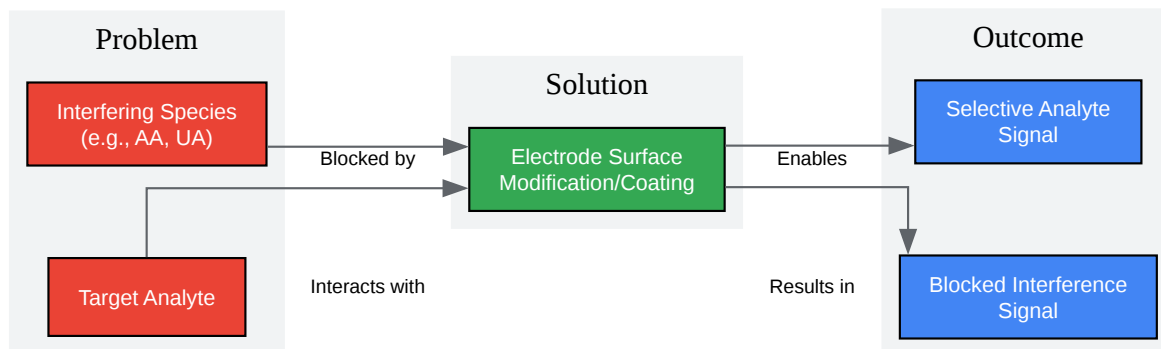 Problem
Interfering Species
(e.g., AA, UA)
Target Analyte
Blocked by
Interacts with
Solution
Electrode Surface
Modification/Coating
Enables
Results in
Outcome
Selective Analyte
Signal
Blocked Interference
Signal